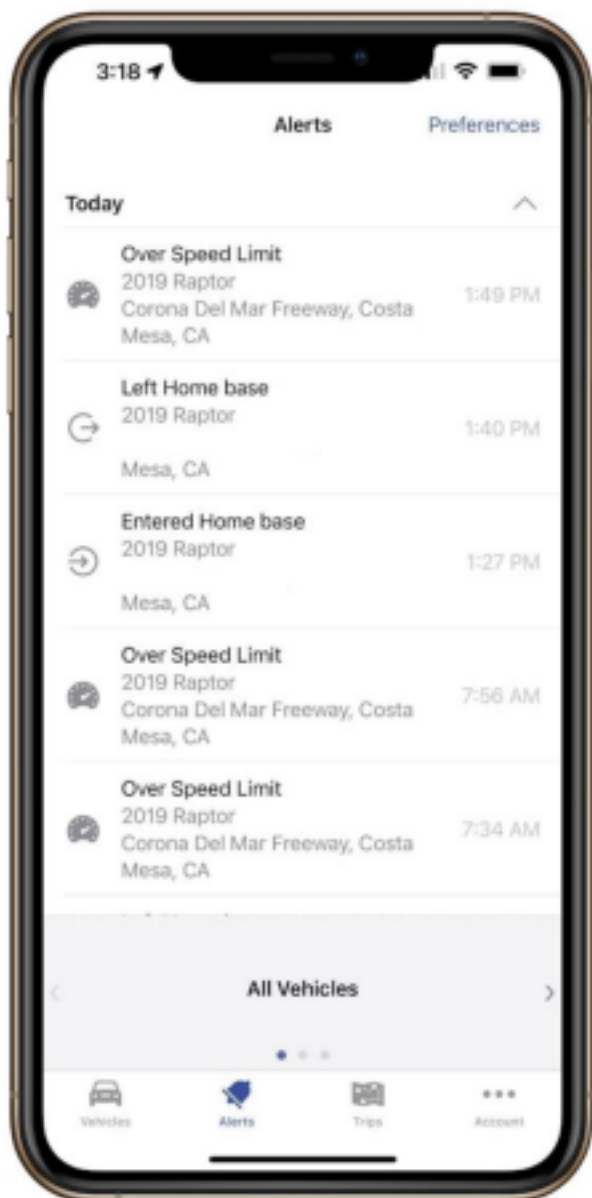 3:18
Alerts
Preferences
Today
Over Speed Limit
2019 Raptor
Corona Del Mar Freeway, Costa
Mesa, CA
1:49 PM
Left Home base
2019 Raptor
Mesa, CA
1:40 PM
Entered Home base
2019 Raptor
Mesa, CA
1:27 PM
Over Speed Limit
2019 Raptor
Corona Del Mar Freeway, Costa
Mesa, CA
7:56 AM
Over Speed Limit
2019 Raptor
Corona Del Mar Freeway, Costa
Mesa, CA
7:34 AM
All Vehicles
Vehicles
Alerts
Trips
Account